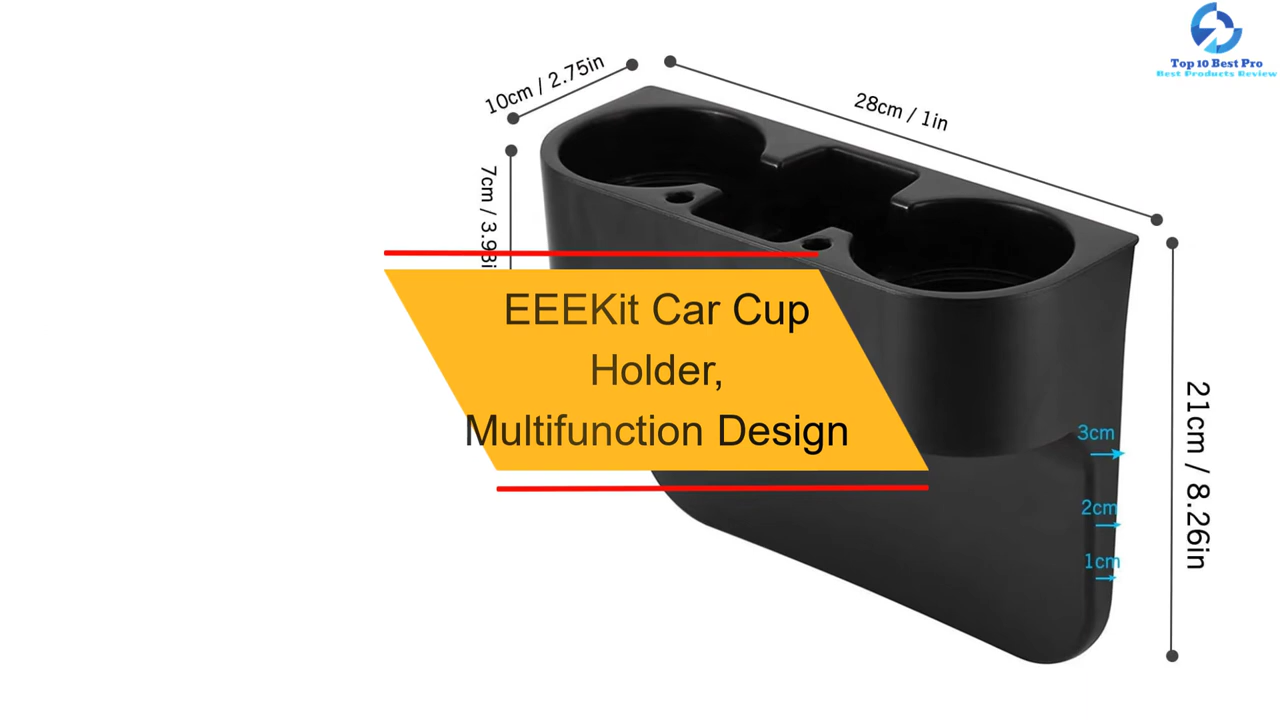 Top 10 Best Pro
Best Products Review
10cm / 2.75in
28cm / 1in
7cm / 3.93i
EEEKit Car Cup
Holder,
Multifunction Design
3cm
2cm
1cm
21cm / 8.26in